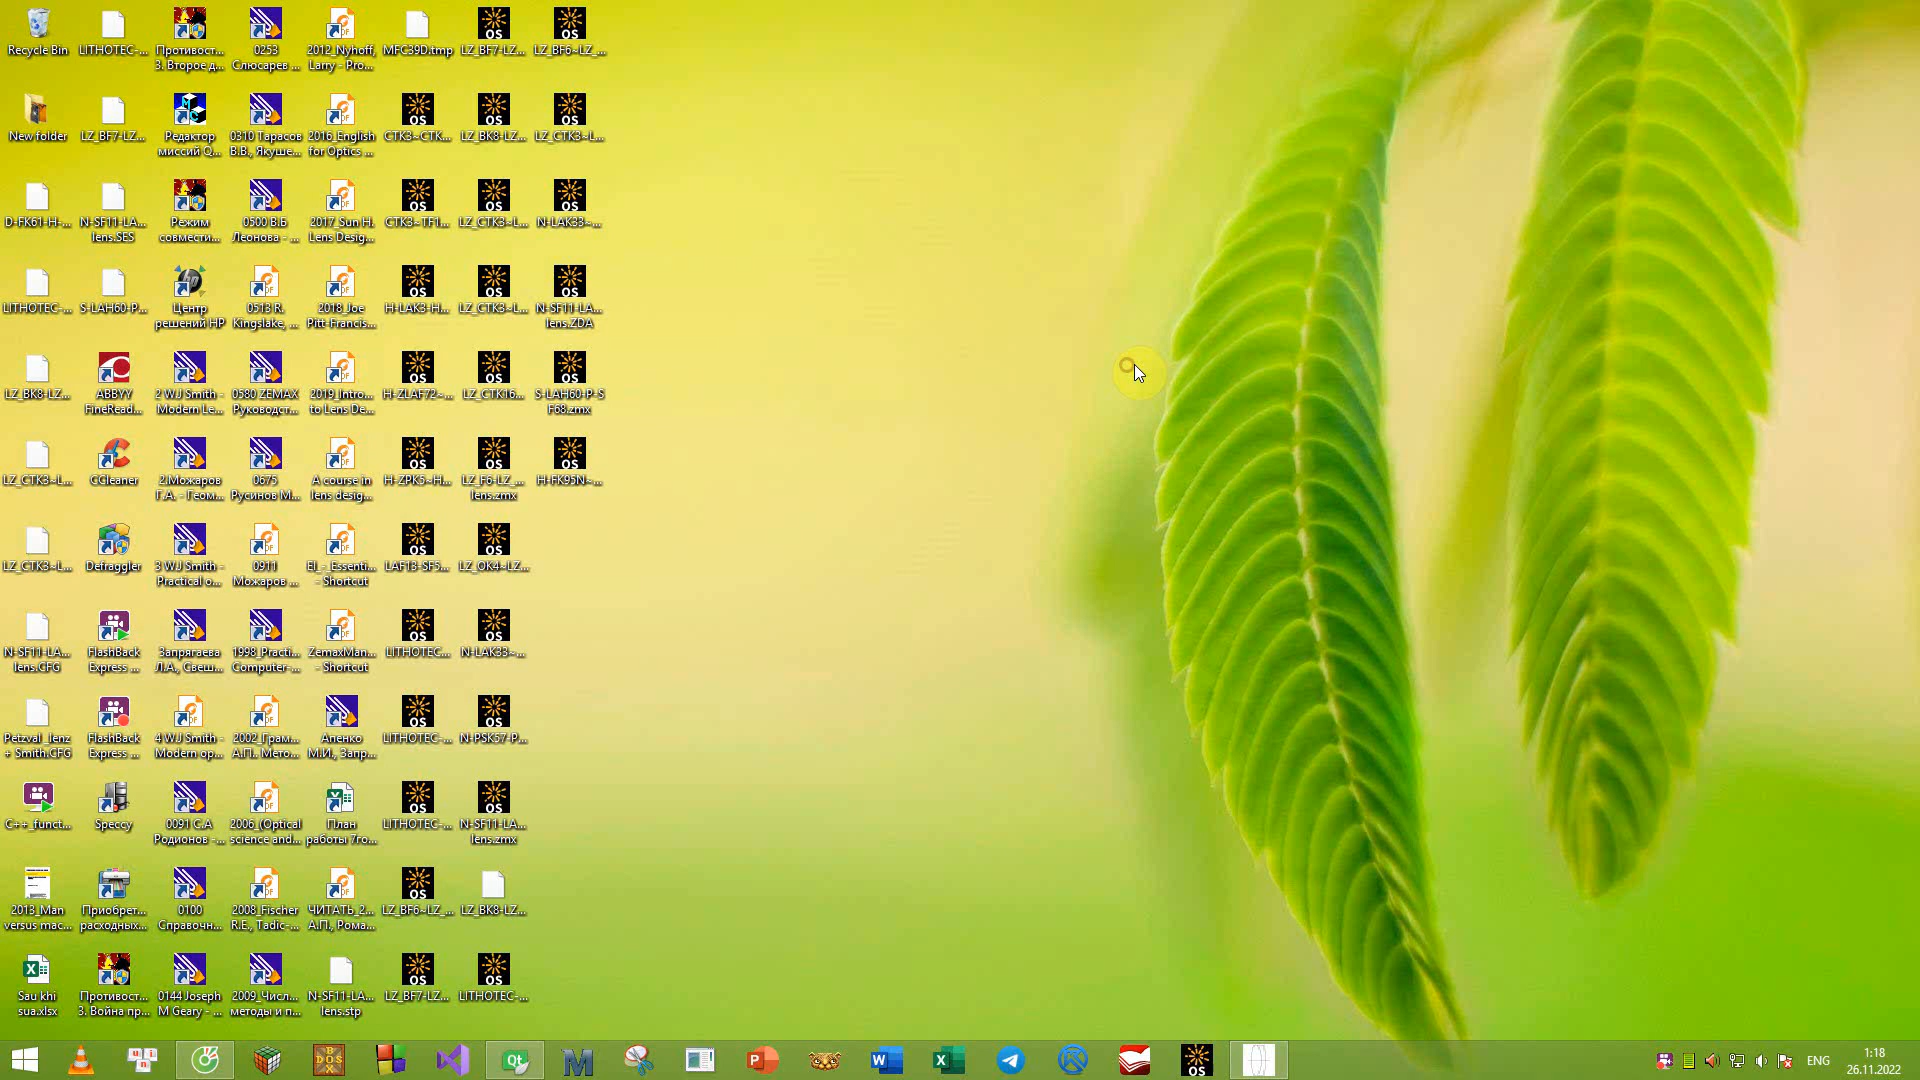 Recycle Bin
LITHOTEC-...
Противост...
3. Второе д...
0253
Слюсарев ...
2012_Nyhoff,
Larry - Pro...
MFC39D.tmp
LZ_BF7-LZ...
LZ_BF6~LZ_...
New folder
LZ_BF7-LZ...
Редактор
миссий Q...
0310 Тарасов
В.В., Якуше...
2016_English
for Optics ...
CTK3~CTK...
LZ_BK8-LZ...
LZ_CTK3~L...
D-FK61-H-...
N-SF11-LA...
lens.SES
Режим
совмести...
0500 В.Б
Леонова - ...
2017_Sun H.
Lens Desig...
CTK3~TF1...
LZ_CTK3~L...
N-LAK33~...
LITHOTEC-...
S-LAH60-P...
Центр
решений HP
0513 R.
Kingslake, ...
2018_Joe
Pitt-Francis...
H-LAK3-H...
LZ_CTK3~L...
N-SF11-LA...
lens.ZDA
LZ_BK8-LZ...
ABBYY
FineRead...
2 WJ Smith -
Modern Le...
0580 ZEMAX
Руководст...
2019_Intro...
to Lens De...
H-ZLAF72~...
LZ_CTK16...
S-LAH60-P-S
F68.zmx
LZ_CTK3~L...
CCleaner
2.Можаров
Г.А. - Геом...
0675
Русинов М...
A course in
lens desig...
H-ZPK5~H...
LZ_F6-LZ_...
lens.zmx
H-FK95N~...
LZ_CTK3~L...
Defraggler
3 WJ Smith -
Practical o...
0911
Можаров ...
El_-_Essenti...
- Shortcut
LAF13-SF5...
LZ_OK4~LZ...
N-SF11-LA...
lens.CFG
FlashBack
Express ...
Запрягаева
Л.А., Свеш...
1998_Practi...
Computer-...
ZemaxMan...
- Shortcut
LITHOTEC...
N-LAK33~...
Petzval_lenz
+ Smith.CFG
FlashBack
Express ...
4 WJ Smith -
Modern op...
2002_Грам...
А.П.. Мето...
Апенко
М.И., Запр...
LITHOTEC-...
N-PSK57-P...
C++_funct...
Speccy
0091 С.А
Родионов -...
2006_(Optical
science and...
План
работы 7го...
LITHOTEC-...
N-SF11-LA...
lens.zmx
2013_Man
versus mac...
Приобрет...
расходных...
0100
Справочн...
2008_Fischer
R.E., Tadic-...
ЧИТАТЬ_2...
А.П., Рома...
LZ_BF6~LZ_...
LZ_BK8-LZ...
Sau khi
sua.xlsx
Противост...
3. Война пр...
0144 Joseph
M Geary - ...
2009_Числ...
методы и п...
N-SF11-LA...
lens.stp
LZ_BF7-LZ...
LITHOTEC-...
ENG
1:18
26.11.2022